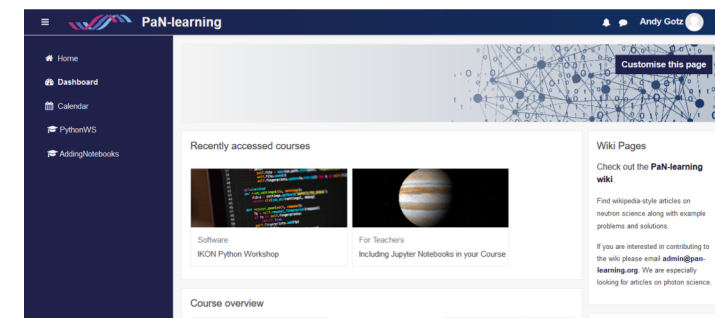 PaN-learning
Andy Gotz
Home
Dashboard
Calendar
PythonWS
AddingNotebooks
Customise this page
Recently accessed courses
Software
IKON Python Workshop
For Teachers
Including Jupyter Notebooks in your Course
Course overview
Wiki Pages
Check out the PaN-learning
wiki.
Find wikipedia-style articles on
neutron science along with example
problems and solutions.
If you are interested in contributing to
the wiki please email admin@pan-
learning.org. We are especially
looking for articles on photon science.